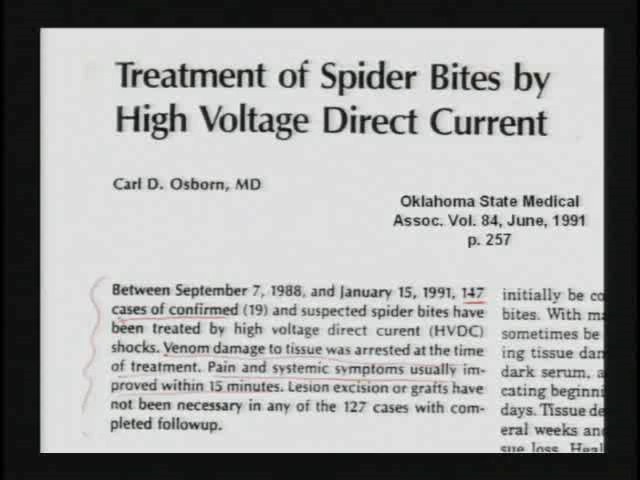 Treatment of Spider Bites by
High Voltage Direct Current
Carl D. Osborn, MD
Oklahoma State Medical
Assoc. Vol. 84, June, 1991
p. 257
Between September 7, 1988, and January 15, 1991, 147
cases of confirmed (19) and suspected spider bites have
been treated by high voltage direct curent (HVDC)
shocks. Venom damage to tissue was arrested at the time
of treatment. Pain and systemic symptoms usually im-
proved within 15 minutes. Lesion excision or grafts have
not been necessary in any of the 127 cases with com-
pleted followup.
initially be co
bites. With ma
sometimes be
ing tissue dan
dark serum, a
cating beginni
days. Tissue de
eral weeks and
sue loss. Heal